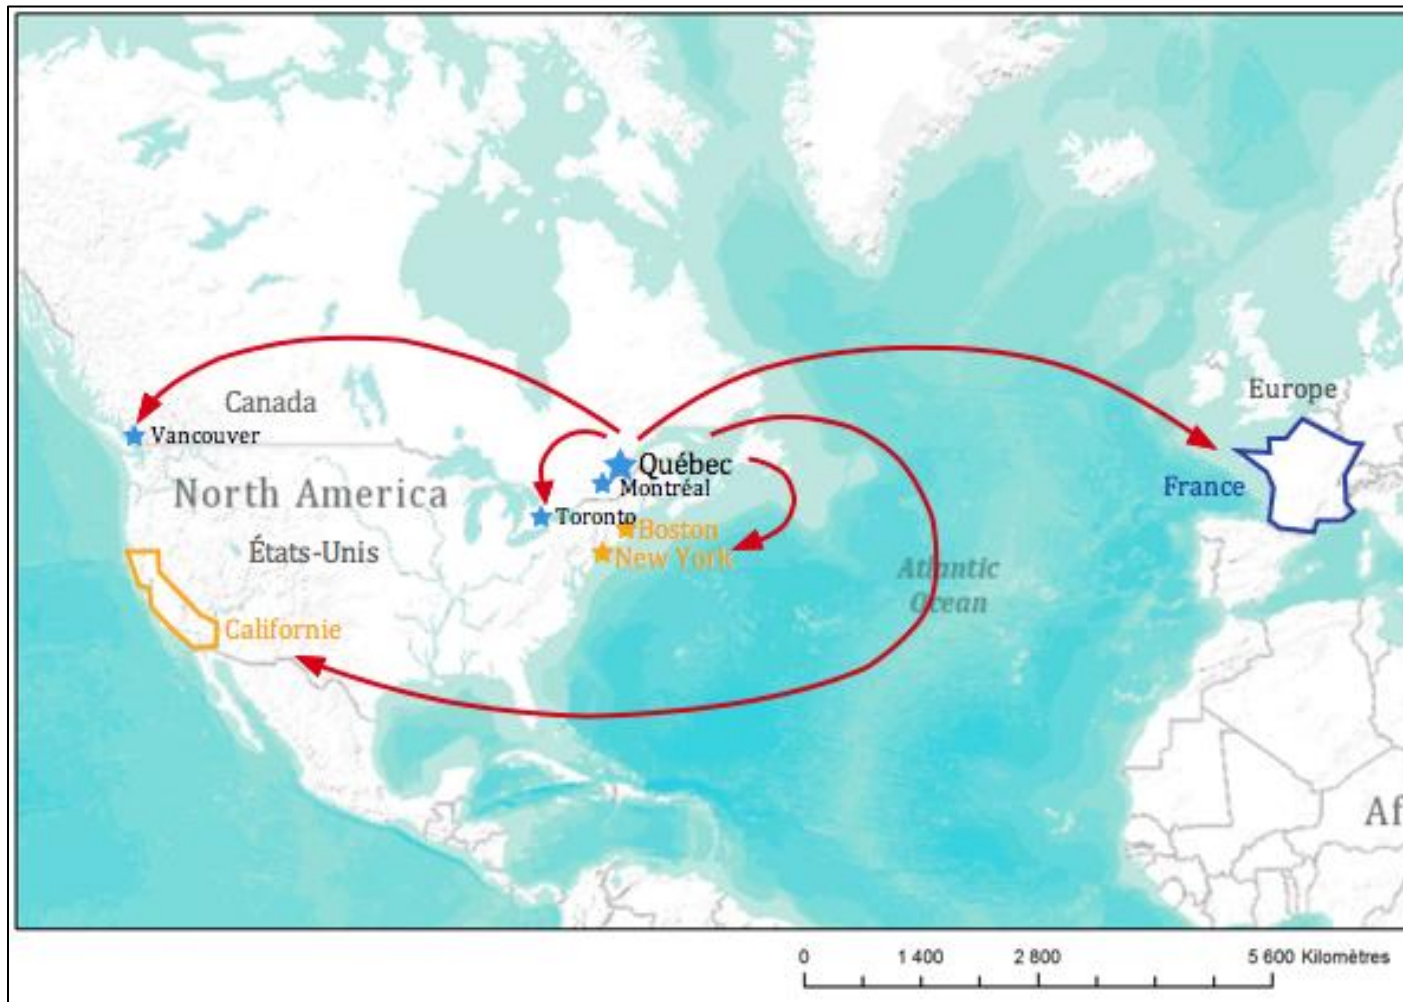 Europe
Canada
Vancouver
Québec
Montréal
France
North America
Toronto
Boston
États-Unis
New York
Atlantic
Ocean
Californie
Af
0 1 400 2 800 5 600 Kilomètres